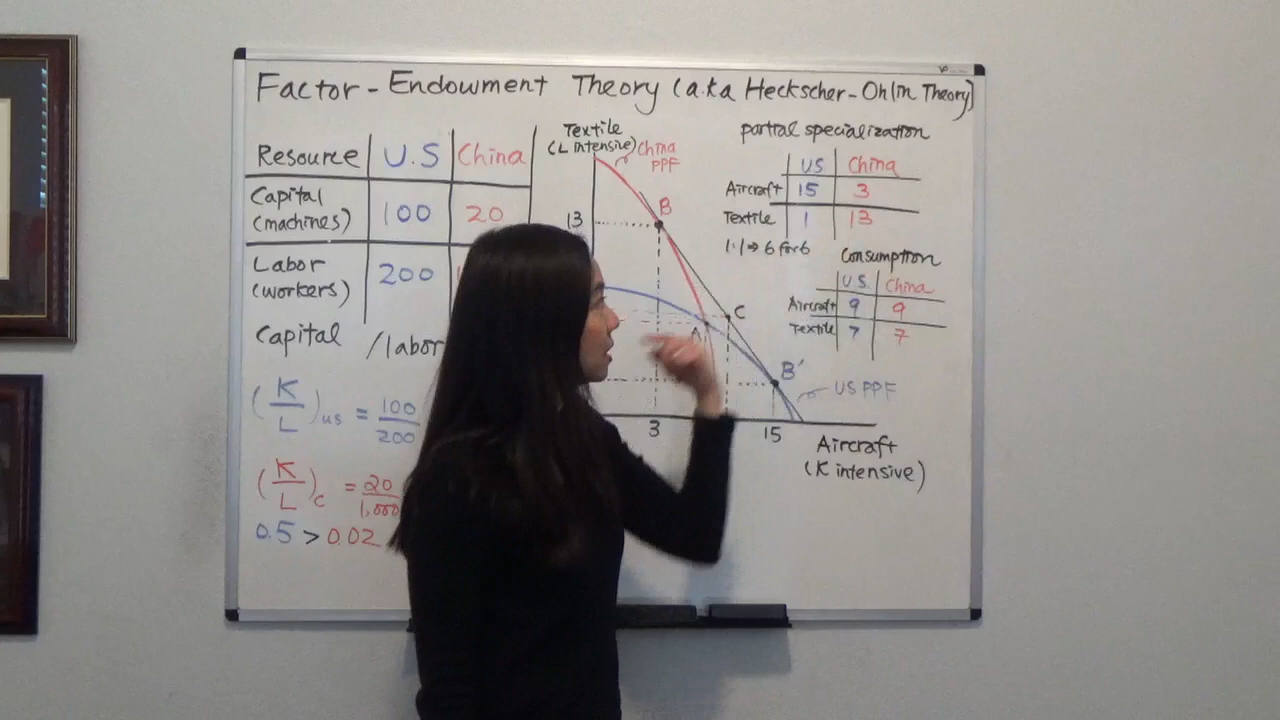 Factor - Endowment Theory (a.k.a Heckscher - Ohlin Theory)
Resource U.S China
Capital (machines) 100 20
Labor (workers) 200
Capital /labor
(K/L)us = 100/200
(K/L)c = 20/1,000
0.5 > 0.02
Textile
(L intensive)
China
PPF
B
13
C
A
B'
US PPF
3
15
Aircraft
(K intensive)
partial specialization
US China
Aircraft 15 3
Textile 1 13
1:1 ⇒ 6 for 6
Consumption
U.S. China
Aircraft 9 9
Textile 7 7